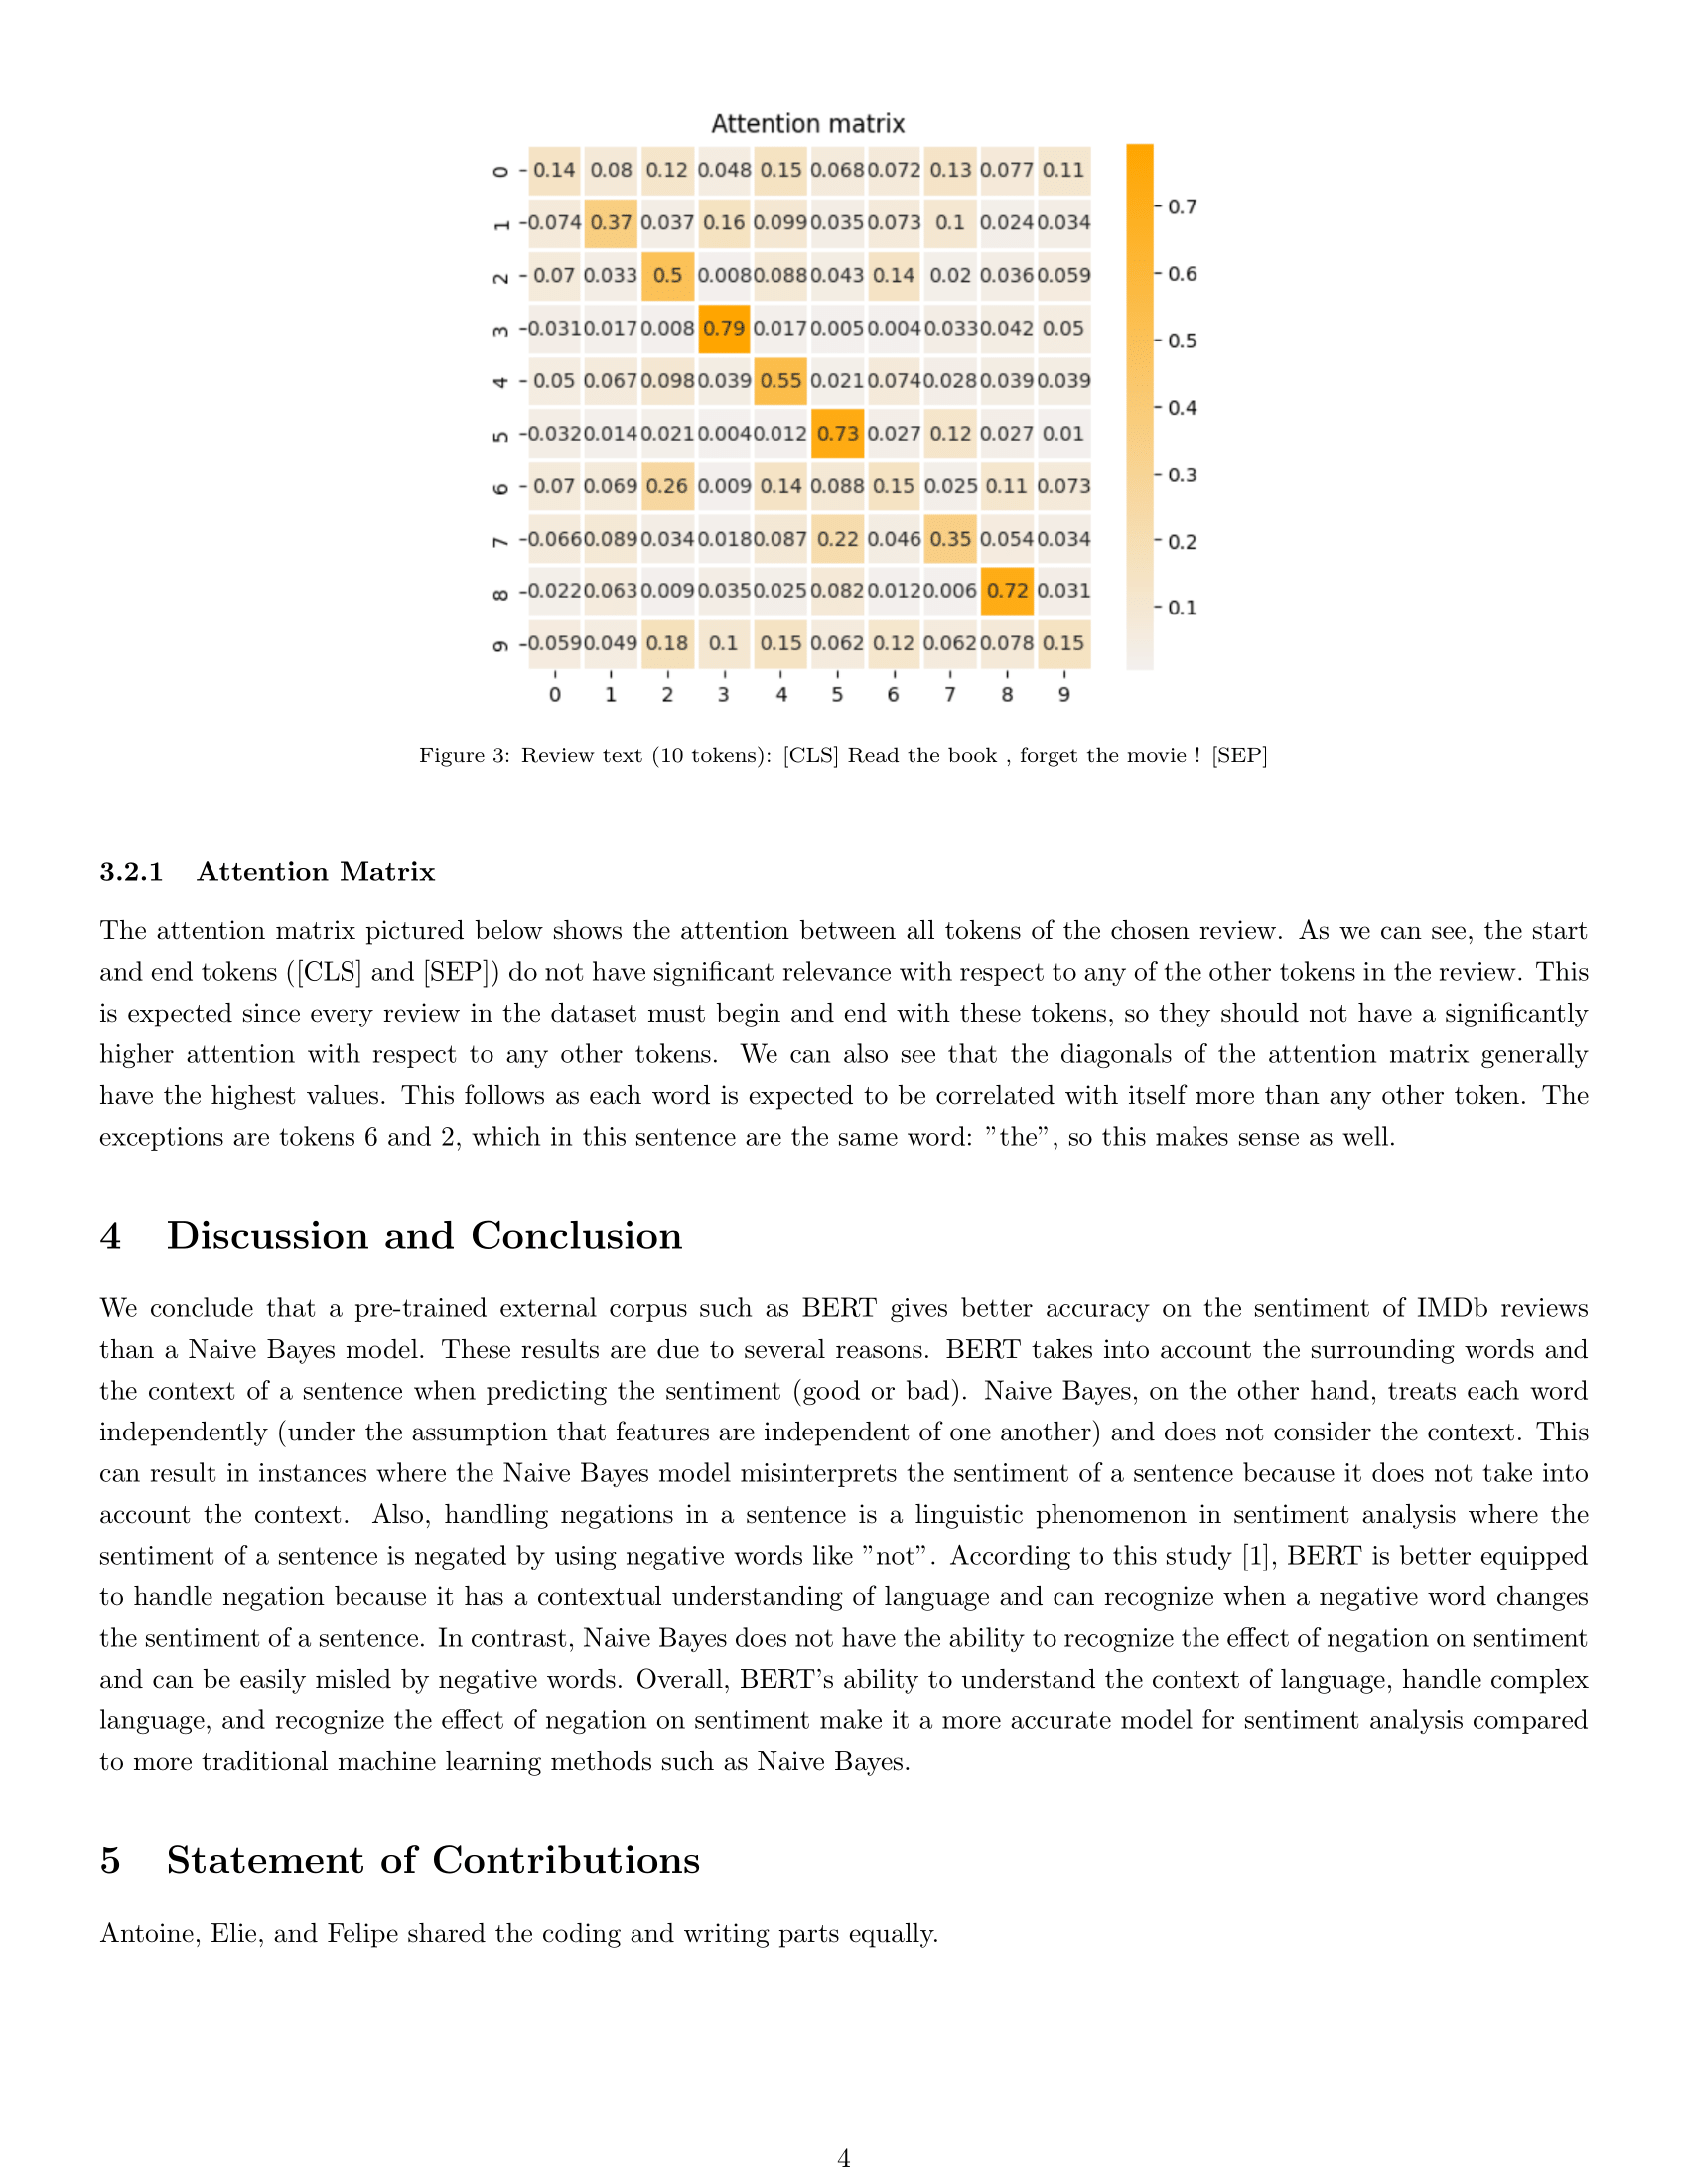 Attention matrix
0 0.14 0.08 0.12 0.048 0.15 0.068 0.072 0.13 0.077 0.11
1 0.074 0.37 0.037 0.16 0.099 0.035 0.073 0.1 0.024 0.034
2 0.07 0.033 0.5 0.008 0.088 0.043 0.14 0.02 0.036 0.059
3 0.031 0.017 0.008 0.79 0.017 0.005 0.004 0.033 0.042 0.05
4 0.05 0.067 0.098 0.039 0.55 0.021 0.074 0.028 0.039 0.039
5 0.032 0.014 0.021 0.004 0.012 0.73 0.027 0.12 0.027 0.01
6 0.07 0.069 0.26 0.009 0.14 0.088 0.15 0.025 0.11 0.073
7 0.066 0.089 0.034 0.018 0.087 0.22 0.046 0.35 0.054 0.034
8 0.022 0.063 0.009 0.035 0.025 0.082 0.012 0.006 0.72 0.031
9 0.059 0.049 0.18 0.1 0.15 0.062 0.12 0.062 0.078 0.15
0 1 2 3 4 5 6 7 8 9
0.7
0.6
0.5
0.4
0.3
0.2
0.1
Figure 3: Review text (10 tokens): [CLS] Read the book , forget the movie ! [SEP]
3.2.1 Attention Matrix
The attention matrix pictured below shows the attention between all tokens of the chosen review. As we can see, the start
and end tokens ([CLS] and [SEP]) do not have significant relevance with respect to any of the other tokens in the review. This
is expected since every review in the dataset must begin and end with these tokens, so they should not have a significantly
higher attention with respect to any other tokens. We can also see that the diagonals of the attention matrix generally
have the highest values. This follows as each word is expected to be correlated with itself more than any other token. The
exceptions are tokens 6 and 2, which in this sentence are the same word: ”the”, so this makes sense as well.
4 Discussion and Conclusion
We conclude that a pre-trained external corpus such as BERT gives better accuracy on the sentiment of IMDb reviews
than a Naive Bayes model. These results are due to several reasons. BERT takes into account the surrounding words and
the context of a sentence when predicting the sentiment (good or bad). Naive Bayes, on the other hand, treats each word
independently (under the assumption that features are independent of one another) and does not consider the context. This
can result in instances where the Naive Bayes model misinterprets the sentiment of a sentence because it does not take into
account the context. Also, handling negations in a sentence is a linguistic phenomenon in sentiment analysis where the
sentiment of a sentence is negated by using negative words like ”not”. According to this study [1], BERT is better equipped
to handle negation because it has a contextual understanding of language and can recognize when a negative word changes
the sentiment of a sentence. In contrast, Naive Bayes does not have the ability to recognize the effect of negation on sentiment
and can be easily misled by negative words. Overall, BERT’s ability to understand the context of language, handle complex
language, and recognize the effect of negation on sentiment make it a more accurate model for sentiment analysis compared
to more traditional machine learning methods such as Naive Bayes.
5 Statement of Contributions
Antoine, Elie, and Felipe shared the coding and writing parts equally.
4